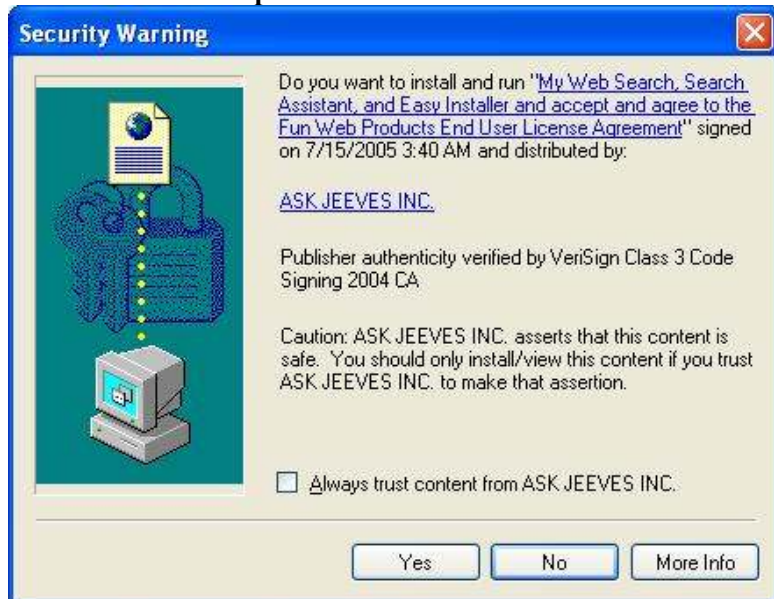 Security Warning
Do you want to install and run "My Web Search, Search
Assistant, and Easy Installer and accept and agree to the
Fun Web Products End User License Agreement" signed
on 7/15/2005 3:40 AM and distributed by:
ASK JEEVES INC.
Publisher authenticity verified by VeriSign Class 3 Code
Signing 2004 CA
Caution: ASK JEEVES INC. asserts that this content is
safe. You should only install/view this content if you trust
ASK JEEVES INC. to make that assertion.
Always trust content from ASK JEEVES INC.
Yes No More Info